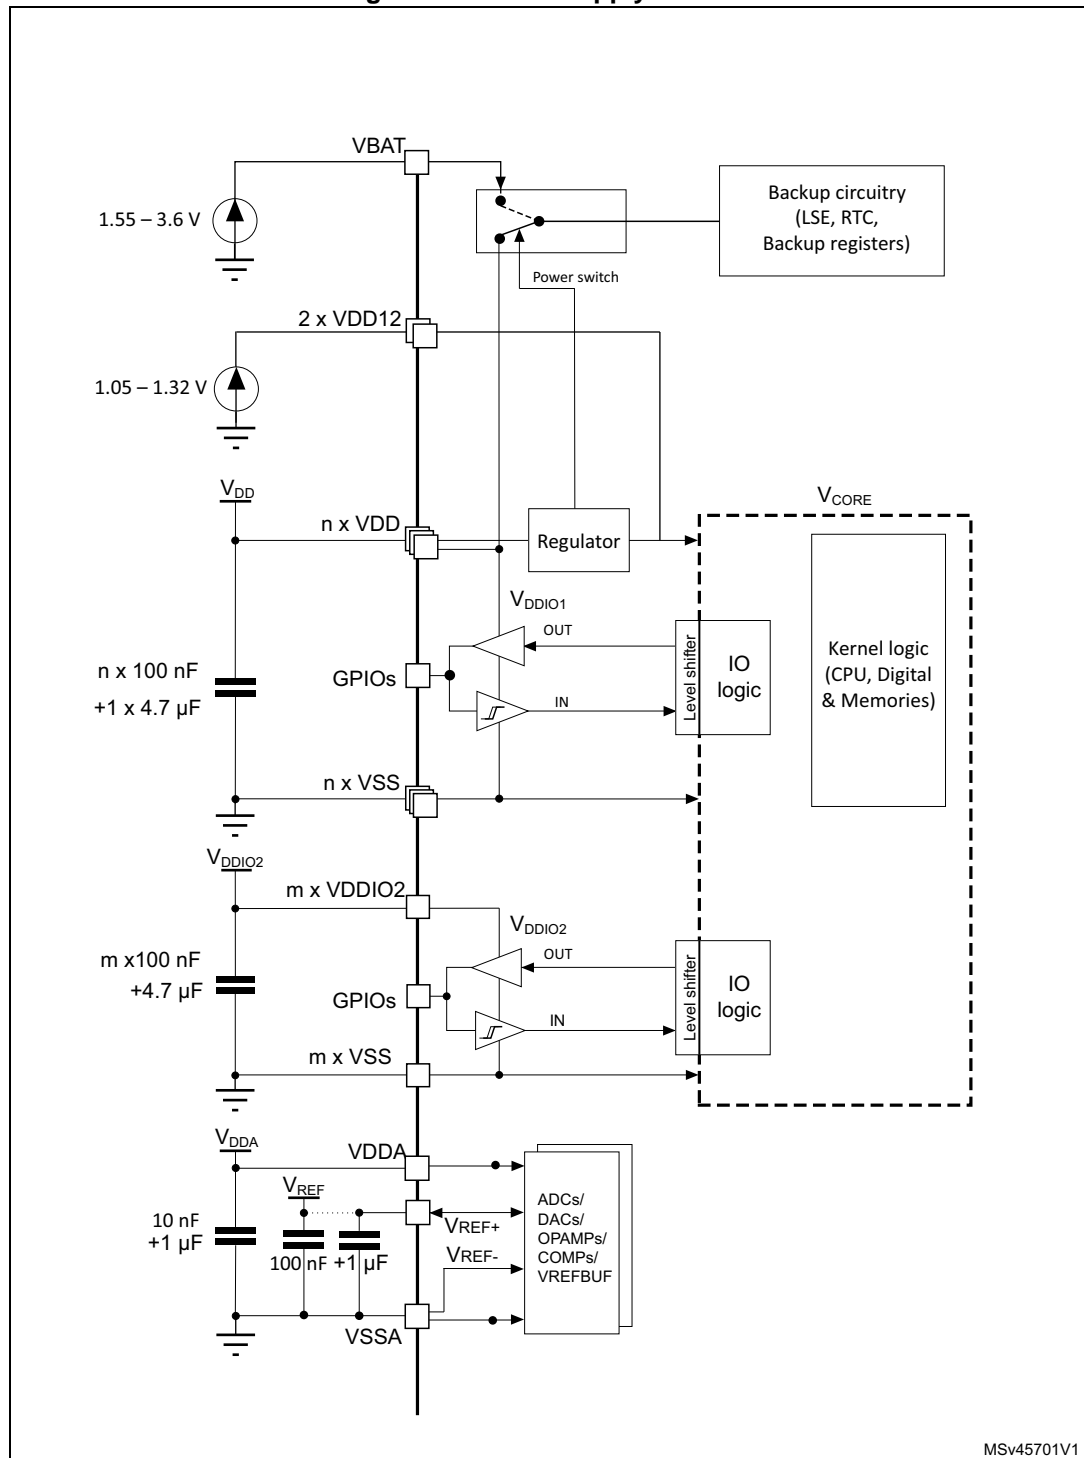 VBAT
1.55 – 3.6 V
Backup circuitry
(LSE, RTC,
Backup registers)
Power switch
2 x VDD12
1.05 – 1.32 V
VDD
n x VDD
Regulator
VCORE
VDDIO1
OUT
GPIOs
IN
Level shifter
IO
logic
Kernel logic
(CPU, Digital
& Memories)
n x 100 nF
+1 x 4.7 µF
n x VSS
VDDIO2
m x VDDIO2
VDDIO2
OUT
m x100 nF
+4.7 µF
GPIOs
IN
Level shifter
IO
logic
m x VSS
VDDA
VDDA
VREF
10 nF
+1 µF
100 nF
+1 µF
VREF+
VREF-
ADCs/
DACs/
OPAMPs/
COMPs/
VREFBUF
VSSA
MSv45701V1